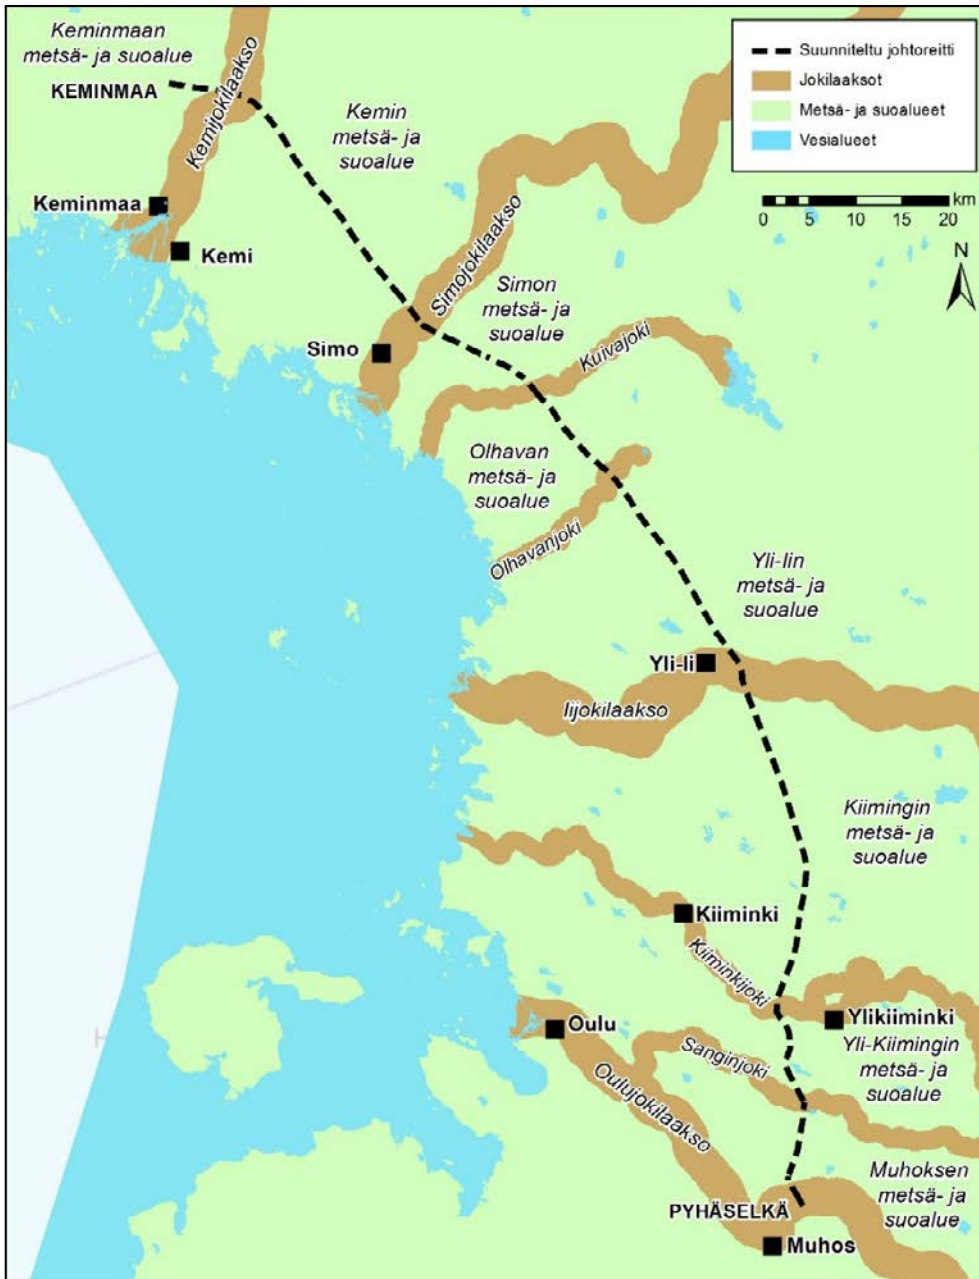 Keminmaan
metsä- ja
suoalue
KEMINMAA
Kemijokilaakso
Kemin
metsä- ja
suoalue
Suunniteltu johtoreitti
Jokilaaksot
Metsä- ja suoalueet
Vesialueet
km
0 5 10 15 20
N
Keminmaa
Kemi
Simojokilaakso
Simon
metsä- ja
suoalue
Simo
Kuivajoki
Olhavan
metsä- ja
suoalue
Olhavanjoki
Yli-Iin
metsä- ja
suoalue
Yli-Ii
Iijokilaakso
Kiimingin
metsä- ja
suoalue
Kiiminki
Kiiminkijoki
Ylikiiminki
Yli-Kiimingin
metsä- ja
suoalue
Oulu
Sanginjoki
Oulujokilaakso
Muhoksen
metsä- ja
suoalue
PYHÄSELKÄ
Muhos